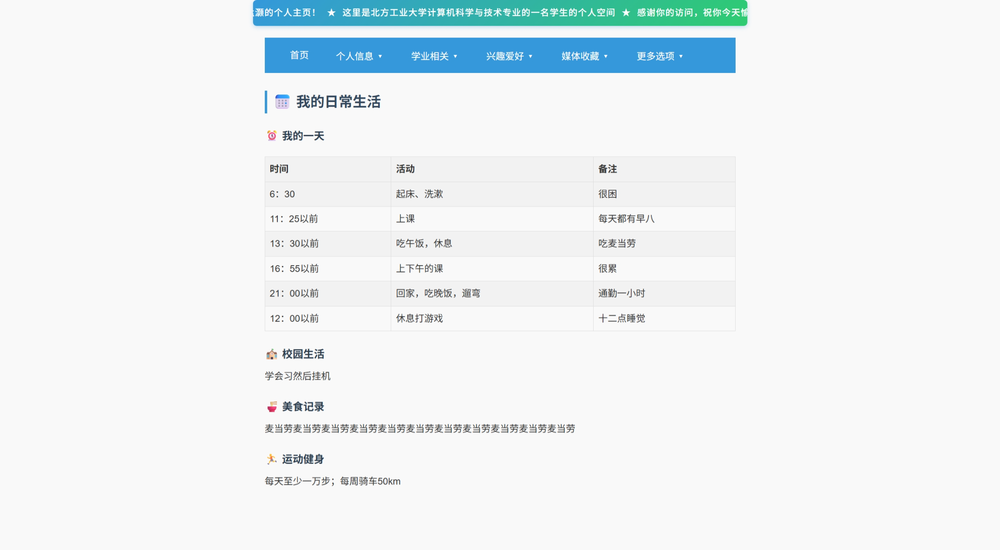 灏的个人主页！ ★ 这里是北方工业大学计算机科学与技术专业的一名学生的个人空间 ★ 感谢你的访问，祝你今天愉
首页 个人信息 ▼ 学业相关 ▼ 兴趣爱好 ▼ 媒体收藏 ▼ 更多选项 ▼
我的日常生活
我的一天
时间 活动 备注
6：30 起床、洗漱 很困
11：25以前 上课 每天都有早八
13：30以前 吃午饭，休息 吃麦当劳
16：55以前 上下午的课 很累
21：00以前 回家，吃晚饭，遛弯 通勤一小时
12：00以前 休息打游戏 十二点睡觉
校园生活
学会习然后挂机
美食记录
麦当劳麦当劳麦当劳麦当劳麦当劳麦当劳麦当劳麦当劳麦当劳麦当劳麦当劳
运动健身
每天至少一万步；每周骑车50km